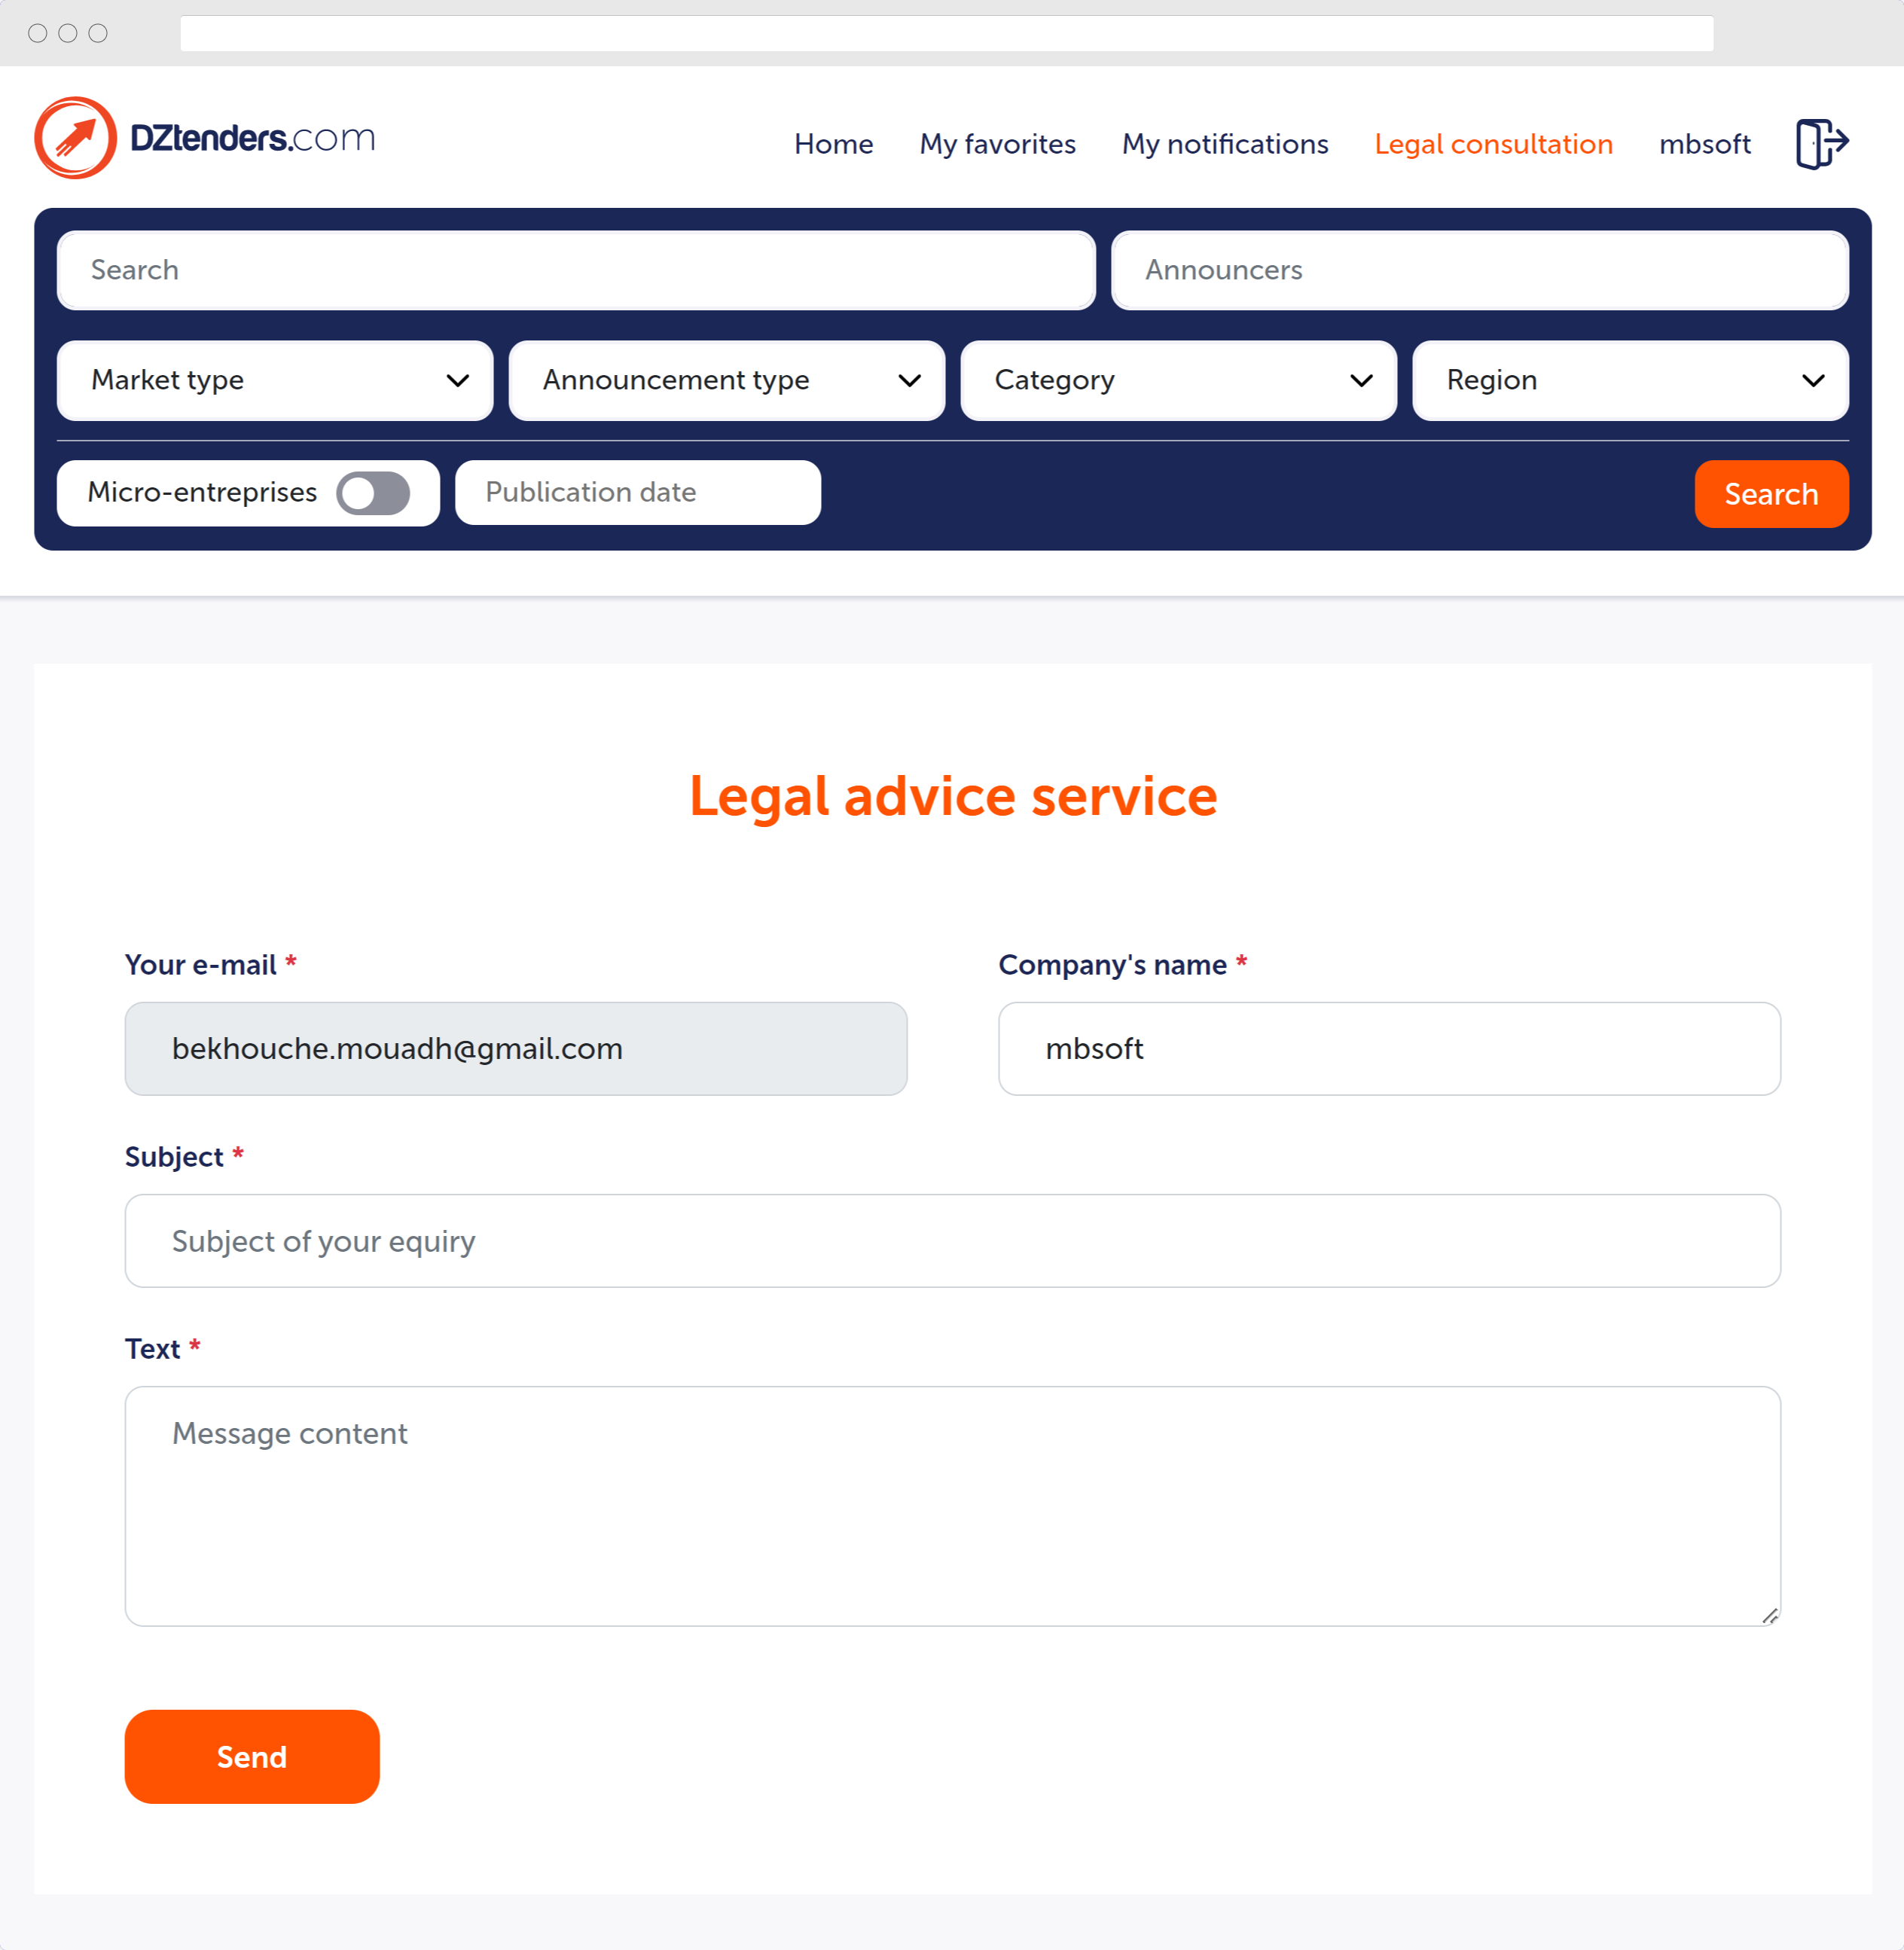 DZtenders.com
Home My favorites My notifications Legal consultation mbsoft
Search Announcers
Market type Announcement type Category Region
Micro-entreprises Publication date Search
Legal advice service
Your e-mail * Company's name *
bekhouche.mouadh@gmail.com mbsoft
Subject *
Subject of your equiry
Text *
Message content
Send